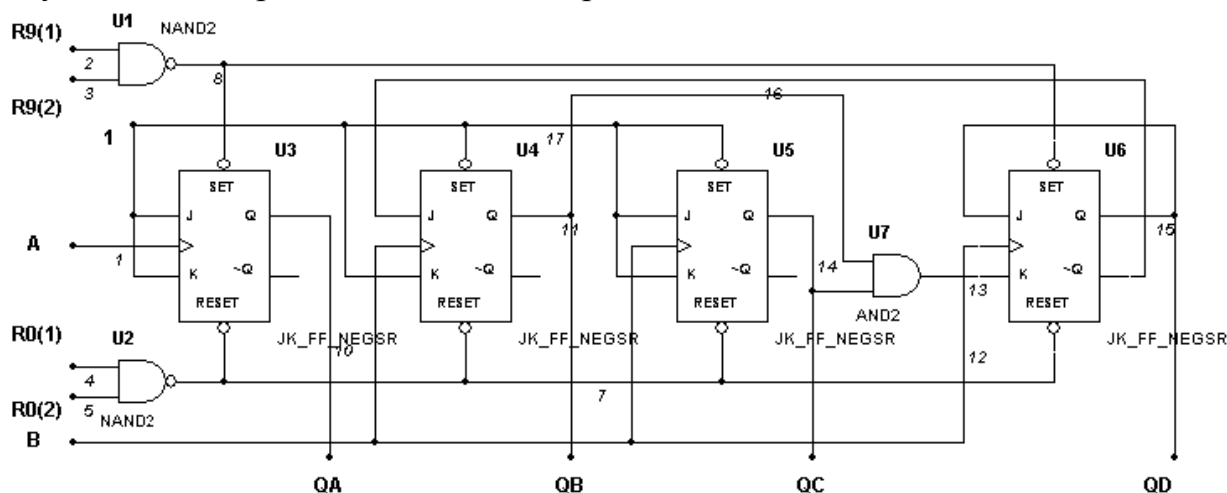 R9(1)
U1
NAND2
2
3
8
R9(2)
16
1
17
U3
U4
U5
U6
SET
SET
SET
SET
J Q
J Q
J Q
J Q
U7
A
1
11
14
15
K ~Q
K ~Q
K ~Q
K ~Q
13
RESET
RESET
RESET
RESET
AND2
R0(1)
U2
JK_FF_NEGSR
JK_FF_NEGSR
JK_FF_NEGSR
JK_FF_NEGSR
10
12
4
5
7
R0(2)
NAND2
B
QA
QB
QC
QD